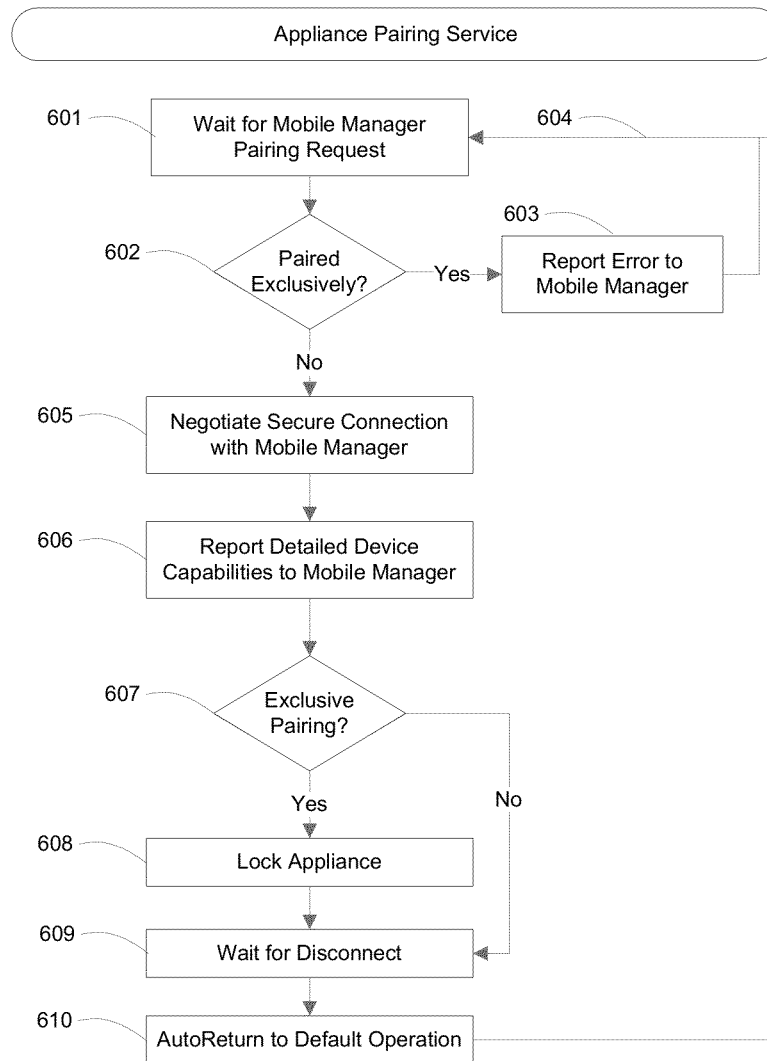 Appliance Pairing Service
601
Wait for Mobile Manager
Pairing Request
604
602
Paired
Exclusively?
Yes
603
Report Error to
Mobile Manager
No
605
Negotiate Secure Connection
with Mobile Manager
606
Report Detailed Device
Capabilities to Mobile Manager
607
Exclusive
Pairing?
Yes
No
608
Lock Appliance
609
Wait for Disconnect
610
AutoReturn to Default Operation